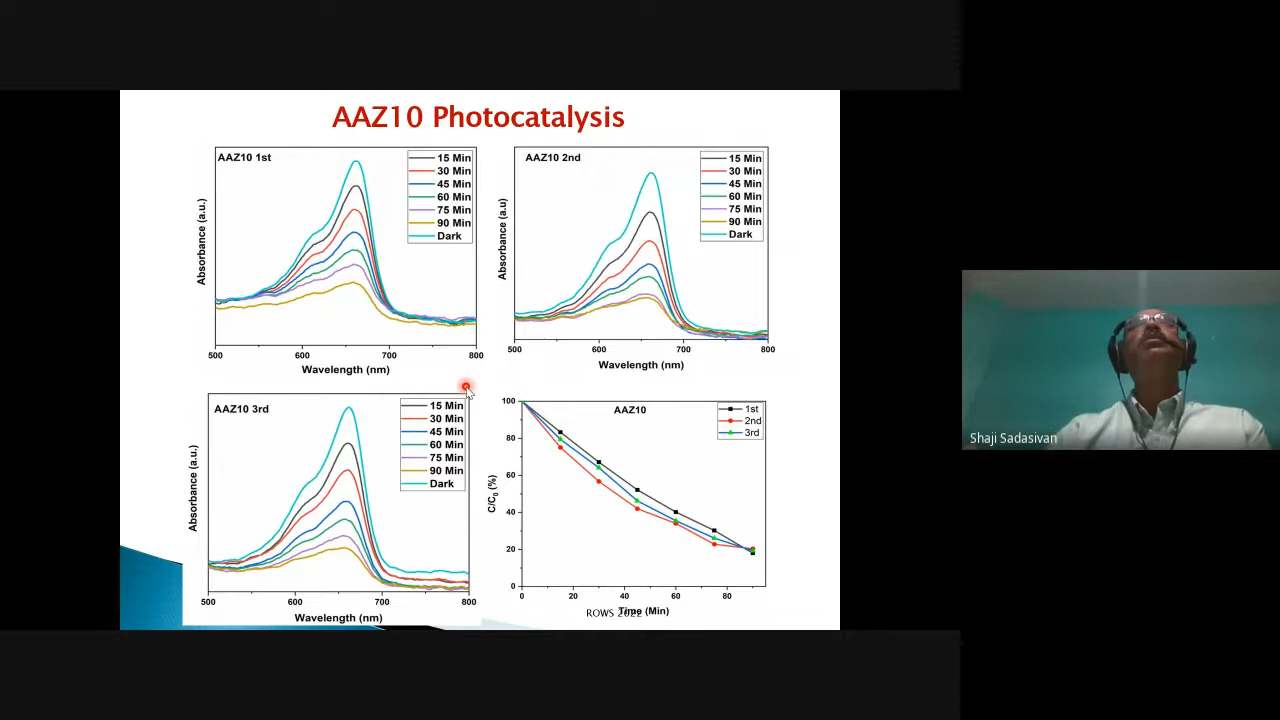 AAZ10 Photocatalysis
AAZ10 1st
15 Min
30 Min
45 Min
60 Min
75 Min
90 Min
Dark
Absorbance (a.u.)
500
600
700
800
Wavelength (nm)
AAZ10 2nd
15 Min
30 Min
45 Min
60 Min
75 Min
90 Min
Dark
Absorbance (a.u)
500
600
700
800
Wavelength (nm)
AAZ10 3rd
15 Min
30 Min
45 Min
60 Min
75 Min
90 Min
Dark
Absorbance (a.u.)
500
600
700
800
Wavelength (nm)
AAZ10
1st
2nd
3rd
C/C₀ (%)
100
80
60
40
20
0
0
20
40
60
80
Time (Min)
ROWS 2022
Shaji Sadasivan